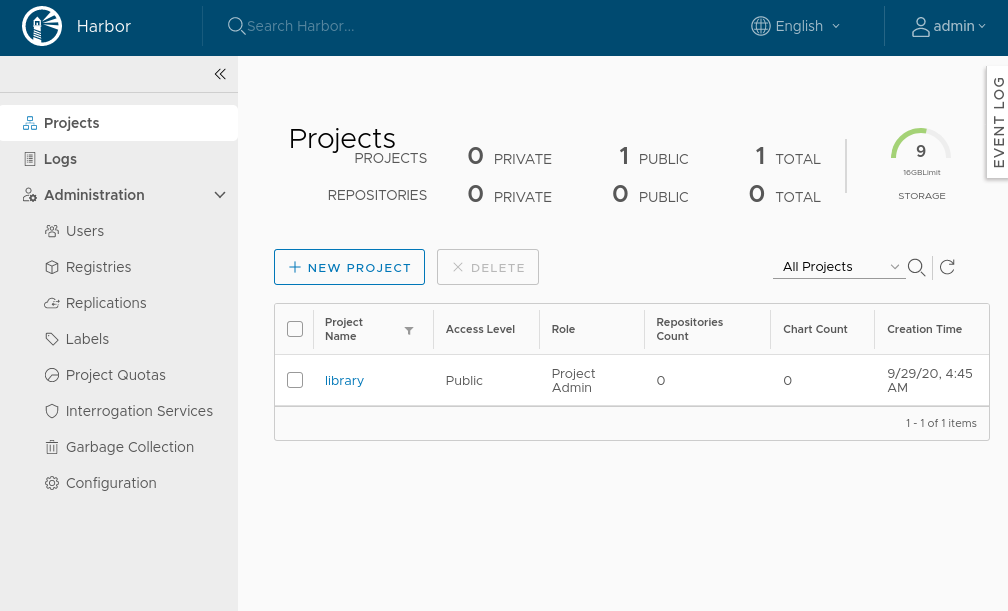 Harbor
Search Harbor...
English
admin
EVENT LOG
Projects
Logs
Administration
Users
Registries
Replications
Labels
Project Quotas
Interrogation Services
Garbage Collection
Configuration
Projects
PROJECTS 0 PRIVATE 1 PUBLIC 1 TOTAL
REPOSITORIES 0 PRIVATE 0 PUBLIC 0 TOTAL
9
16GBLimit
STORAGE
+ NEW PROJECT
× DELETE
All Projects
Project Name Access Level Role Repositories Count Chart Count Creation Time
library Public Project Admin 0 0 9/29/20, 4:45 AM
1 - 1 of 1 items